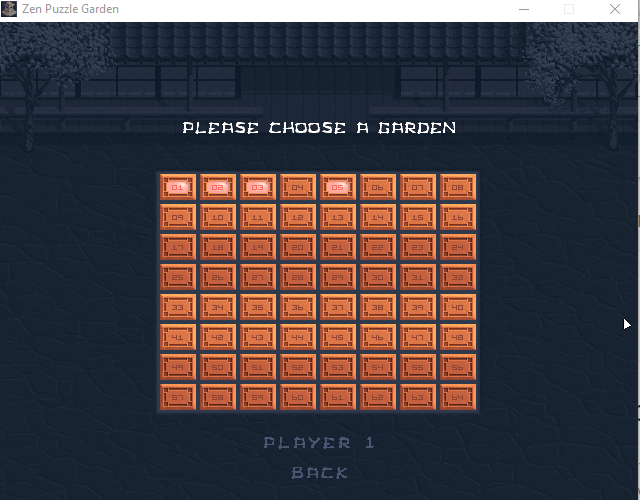 Zen Puzzle Garden
PLEASE CHOOSE A GARDEN
01 02 03 04 05 06 07 08
09 10 11 12 13 14 15 16
17 18 19 20 21 22 23 24
25 26 27 28 29 30 31 32
33 34 35 36 37 38 39 40
41 42 43 44 45 46 47 48
49 50 51 52 53 54 55 56
57 58 59 60 61 62 63 64
PLAYER 1
BACK